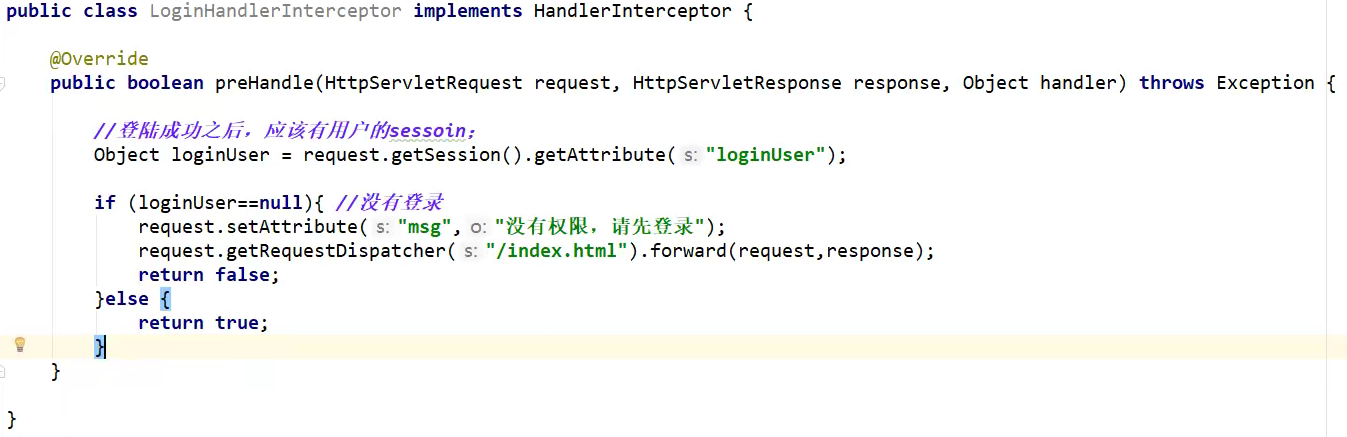 public class LoginHandlerInterceptor implements HandlerInterceptor {
@Override
public boolean preHandle(HttpServletRequest request, HttpServletResponse response, Object handler) throws Exception {
//登陆成功之后，应该有用户的sessoin；
Object loginUser = request.getSession().getAttribute( s: "loginUser");
if (loginUser==null){ //没有登录
request.setAttribute( s: "msg", o: "没有权限，请先登录");
request.getRequestDispatcher( s: "/index.html").forward(request,response);
return false;
}else {
return true;
}
}
}